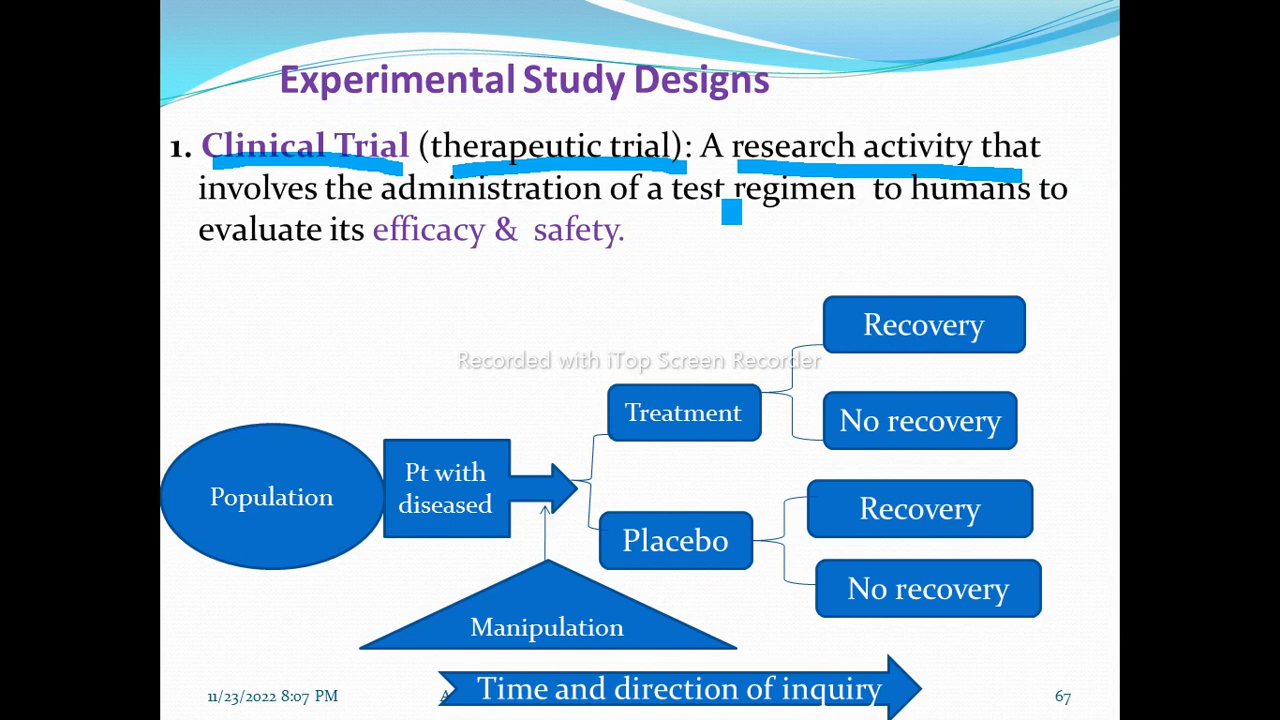 Experimental Study Designs
1. Clinical Trial (therapeutic trial): A research activity that
involves the administration of a test regimen to humans to
evaluate its efficacy & safety.
Recovery
Recorded with iTop Screen Recorder
Treatment
No recovery
Pt with
diseased
Population
Recovery
Placebo
No recovery
Manipulation
Time and direction of inquiry
11/23/2022 8:07 PM
67